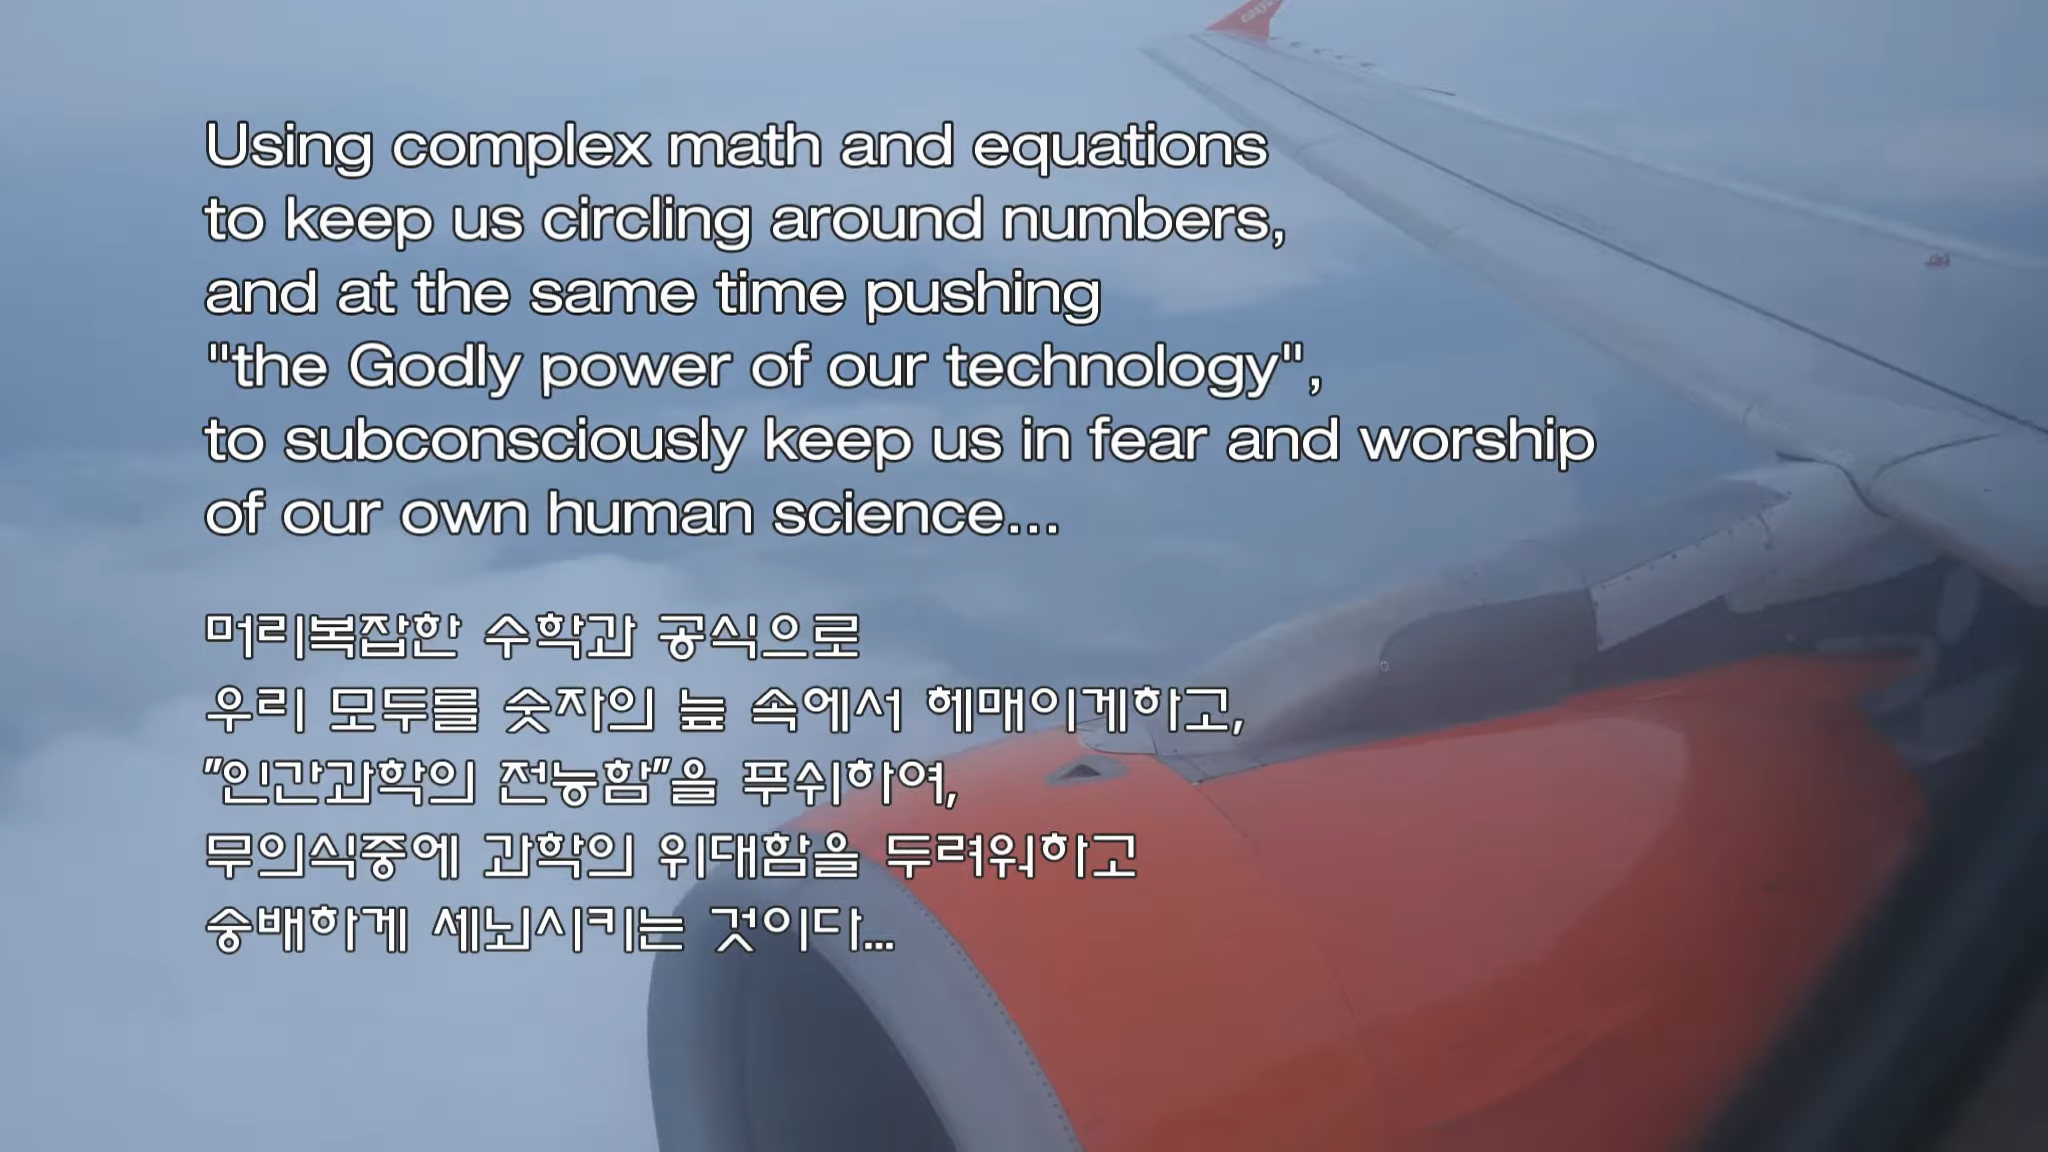 easyJet
Using complex math and equations
to keep us circling around numbers,
and at the same time pushing
"the Godly power of our technology",
to subconsciously keep us in fear and worship
of our own human science...
머리복잡한 수학과 공식으로
우리 모두를 숫자의 늪 속에서 헤매이게하고,
"인간과학의 전능함"을 푸쉬하여,
무의식중에 과학의 위대함을 두려워하고
숭배하게 세뇌시키는 것이다...